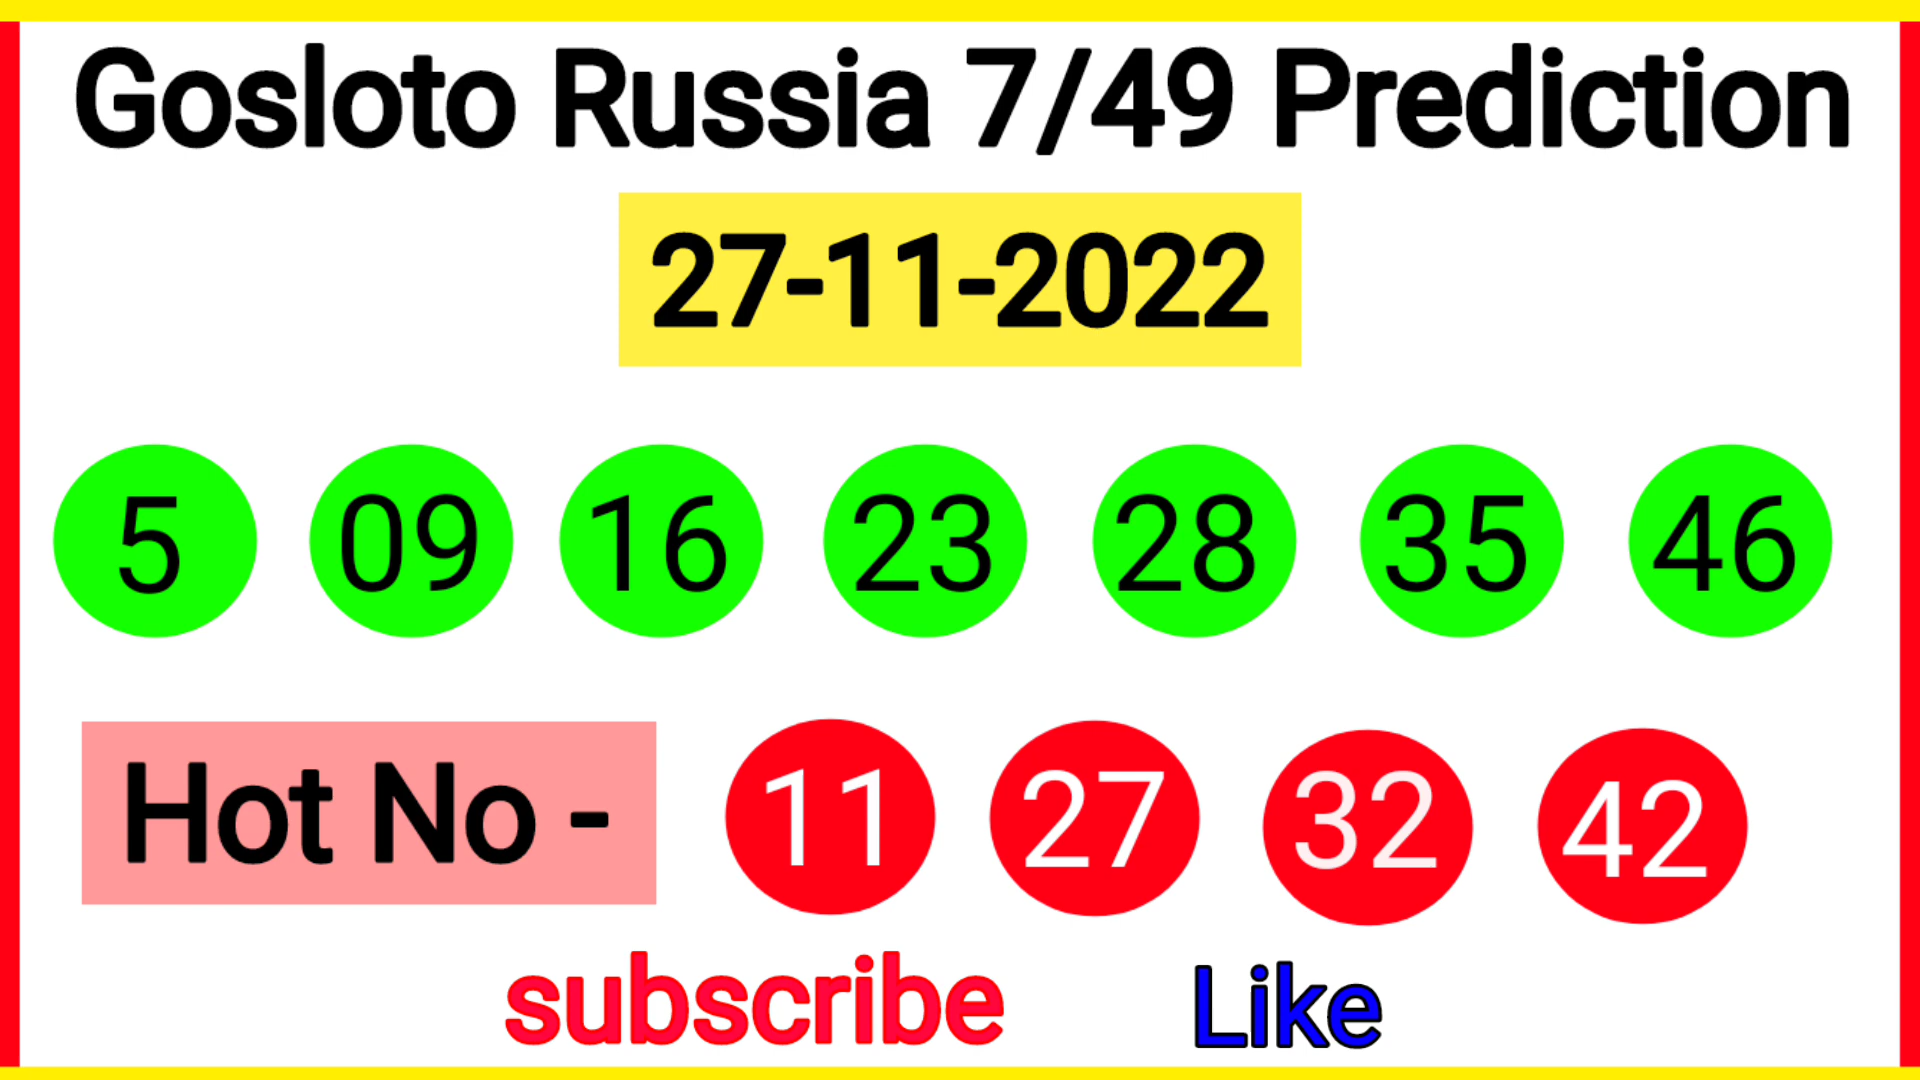 Gosloto Russia 7/49 Prediction
27-11-2022
5 09 16 23 28 35 46
Hot No - 11 27 32 42
subscribe Like